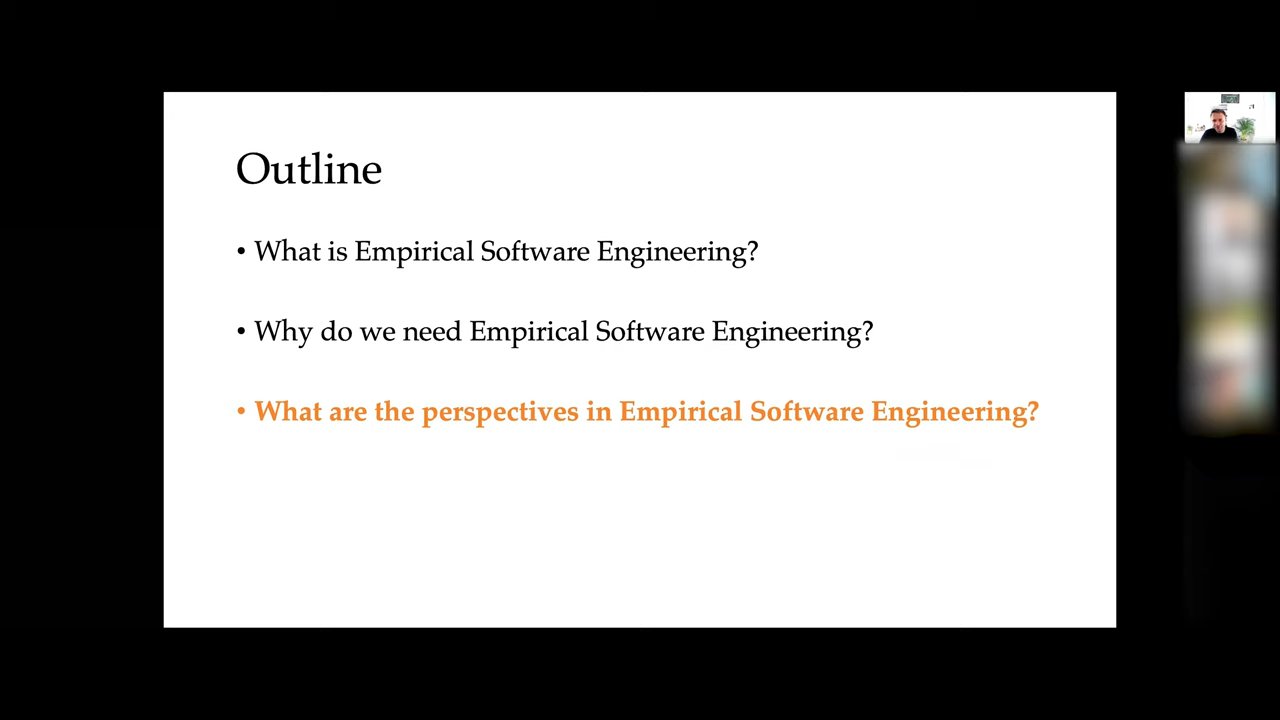 Outline
• What is Empirical Software Engineering?
• Why do we need Empirical Software Engineering?
• What are the perspectives in Empirical Software Engineering?